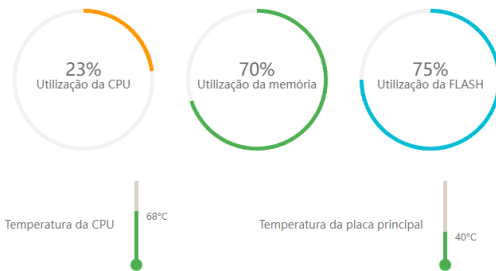 23%
Utilização da CPU
70%
Utilização da memória
75%
Utilização da FLASH
Temperatura da CPU
68°C
Temperatura da placa principal
40°C